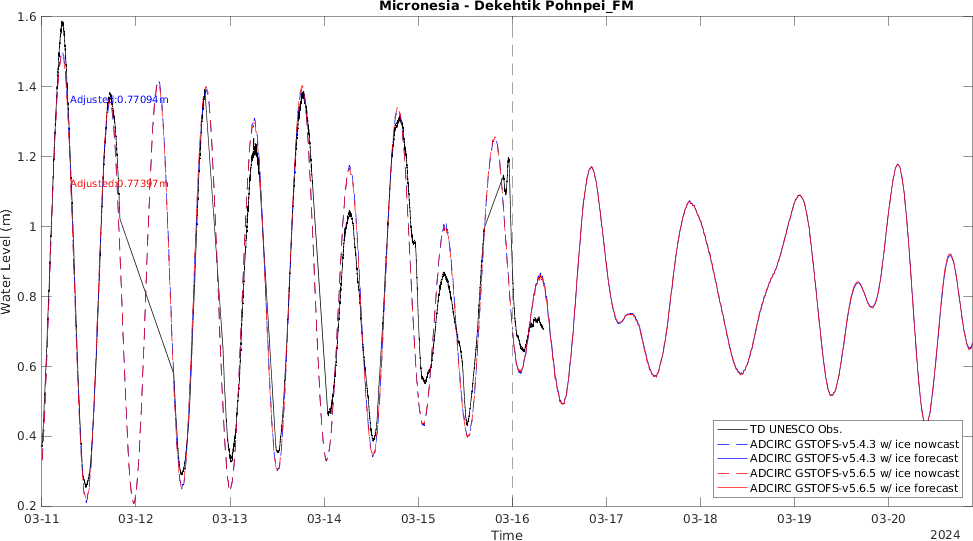 Micronesia - Dekehtik Pohnpei_FM
1.6
1.4
1.2
1
0.8
0.6
0.4
0.2
Water Level (m)
Adjusted:0.77094m
Adjusted:0.77397m
TD UNESCO Obs.
ADCIRC GSTOFS-v5.4.3 w/ ice nowcast
ADCIRC GSTOFS-v5.4.3 w/ ice forecast
ADCIRC GSTOFS-v5.6.5 w/ ice nowcast
ADCIRC GSTOFS-v5.6.5 w/ ice forecast
03-11 03-12 03-13 03-14 03-15 03-16 03-17 03-18 03-19 03-20
Time
2024